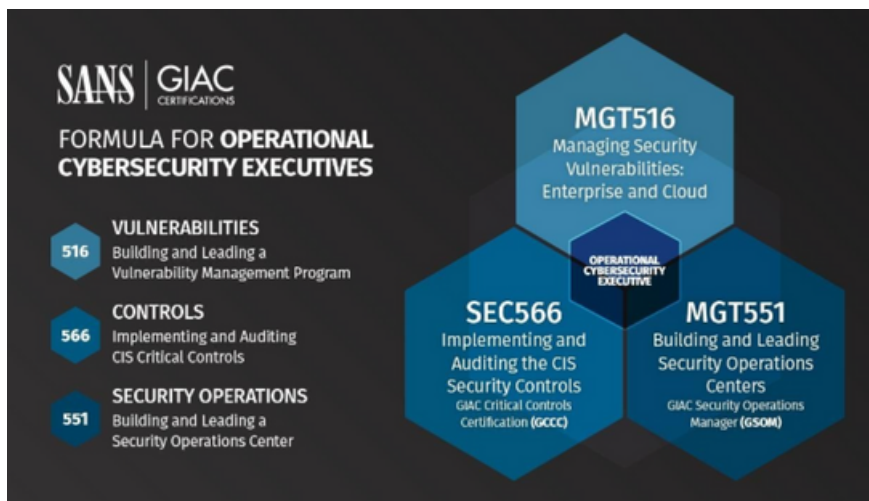 SANS GIAC
CERTIFICATIONS
FORMULA FOR OPERATIONAL
CYBERSECURITY EXECUTIVES
516
VULNERABILITIES
Building and Leading a
Vulnerability Management Program
566
CONTROLS
Implementing and Auditing
CIS Critical Controls
551
SECURITY OPERATIONS
Building and Leading a
Security Operations Center
MGT516
Managing Security
Vulnerabilities:
Enterprise and Cloud
OPERATIONAL
CYBERSECURITY
EXECUTIVE
SEC566
Implementing and
Auditing the CIS
Security Controls
GIAC Critical Controls
Certification (GCCC)
MGT551
Building and Leading
Security Operations
Centers
GIAC Security Operations
Manager (GSOM)